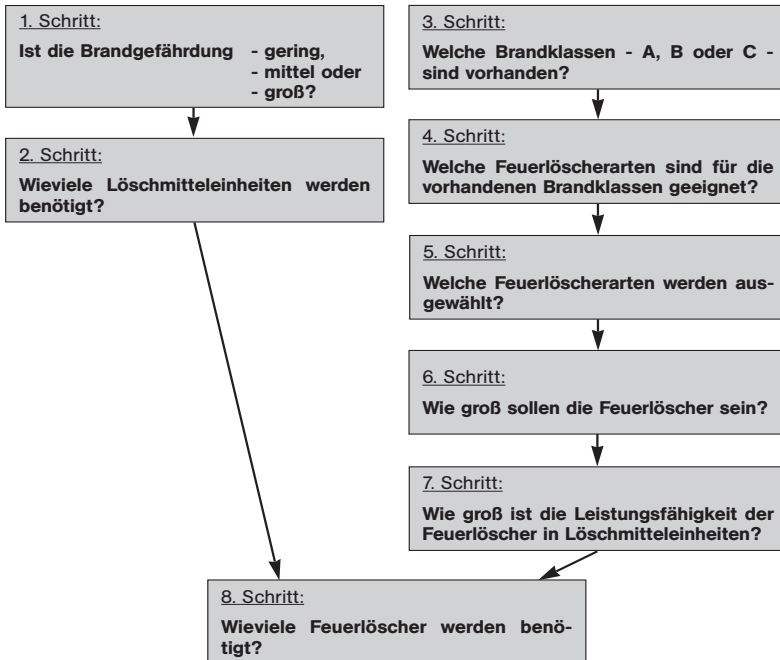 1. Schritt:
Ist die Brandgefährdung - gering,
- mittel oder
- groß?
2. Schritt:
Wieviele Löschmitteleinheiten werden
benötigt?
3. Schritt:
Welche Brandklassen - A, B oder C -
sind vorhanden?
4. Schritt:
Welche Feuerlöscherarten sind für die
vorhandenen Brandklassen geeignet?
5. Schritt:
Welche Feuerlöscherarten werden aus-
gewählt?
6. Schritt:
Wie groß sollen die Feuerlöscher sein?
7. Schritt:
Wie groß ist die Leistungsfähigkeit der
Feuerlöscher in Löschmitteleinheiten?
8. Schritt:
Wieviele Feuerlöscher werden benö-
tigt?